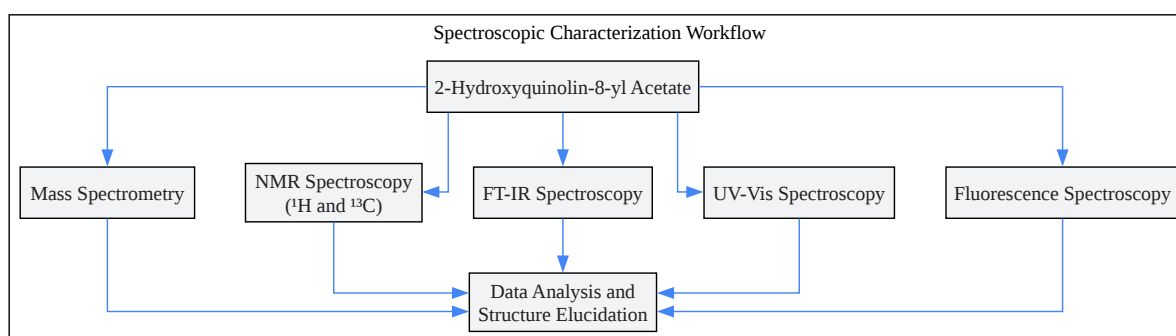 Spectroscopic Characterization Workflow
2-Hydroxyquinolin-8-yl Acetate
Mass Spectrometry
NMR Spectroscopy
(¹H and ¹³C)
FT-IR Spectroscopy
UV-Vis Spectroscopy
Fluorescence Spectroscopy
Data Analysis and
Structure Elucidation